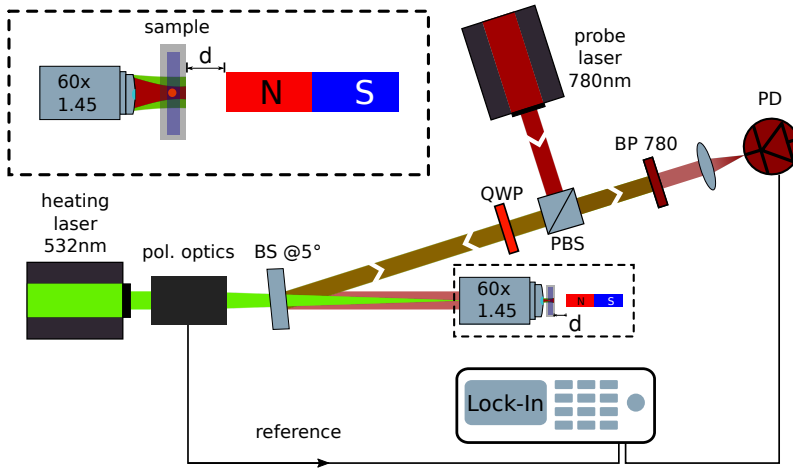 sample
d
60x
1.45
N
S
probe
laser
780nm
PD
BP 780
QWP
PBS
heating
laser
532nm
pol. optics
BS @5°
60x
1.45
N
S
d
Lock-In
reference